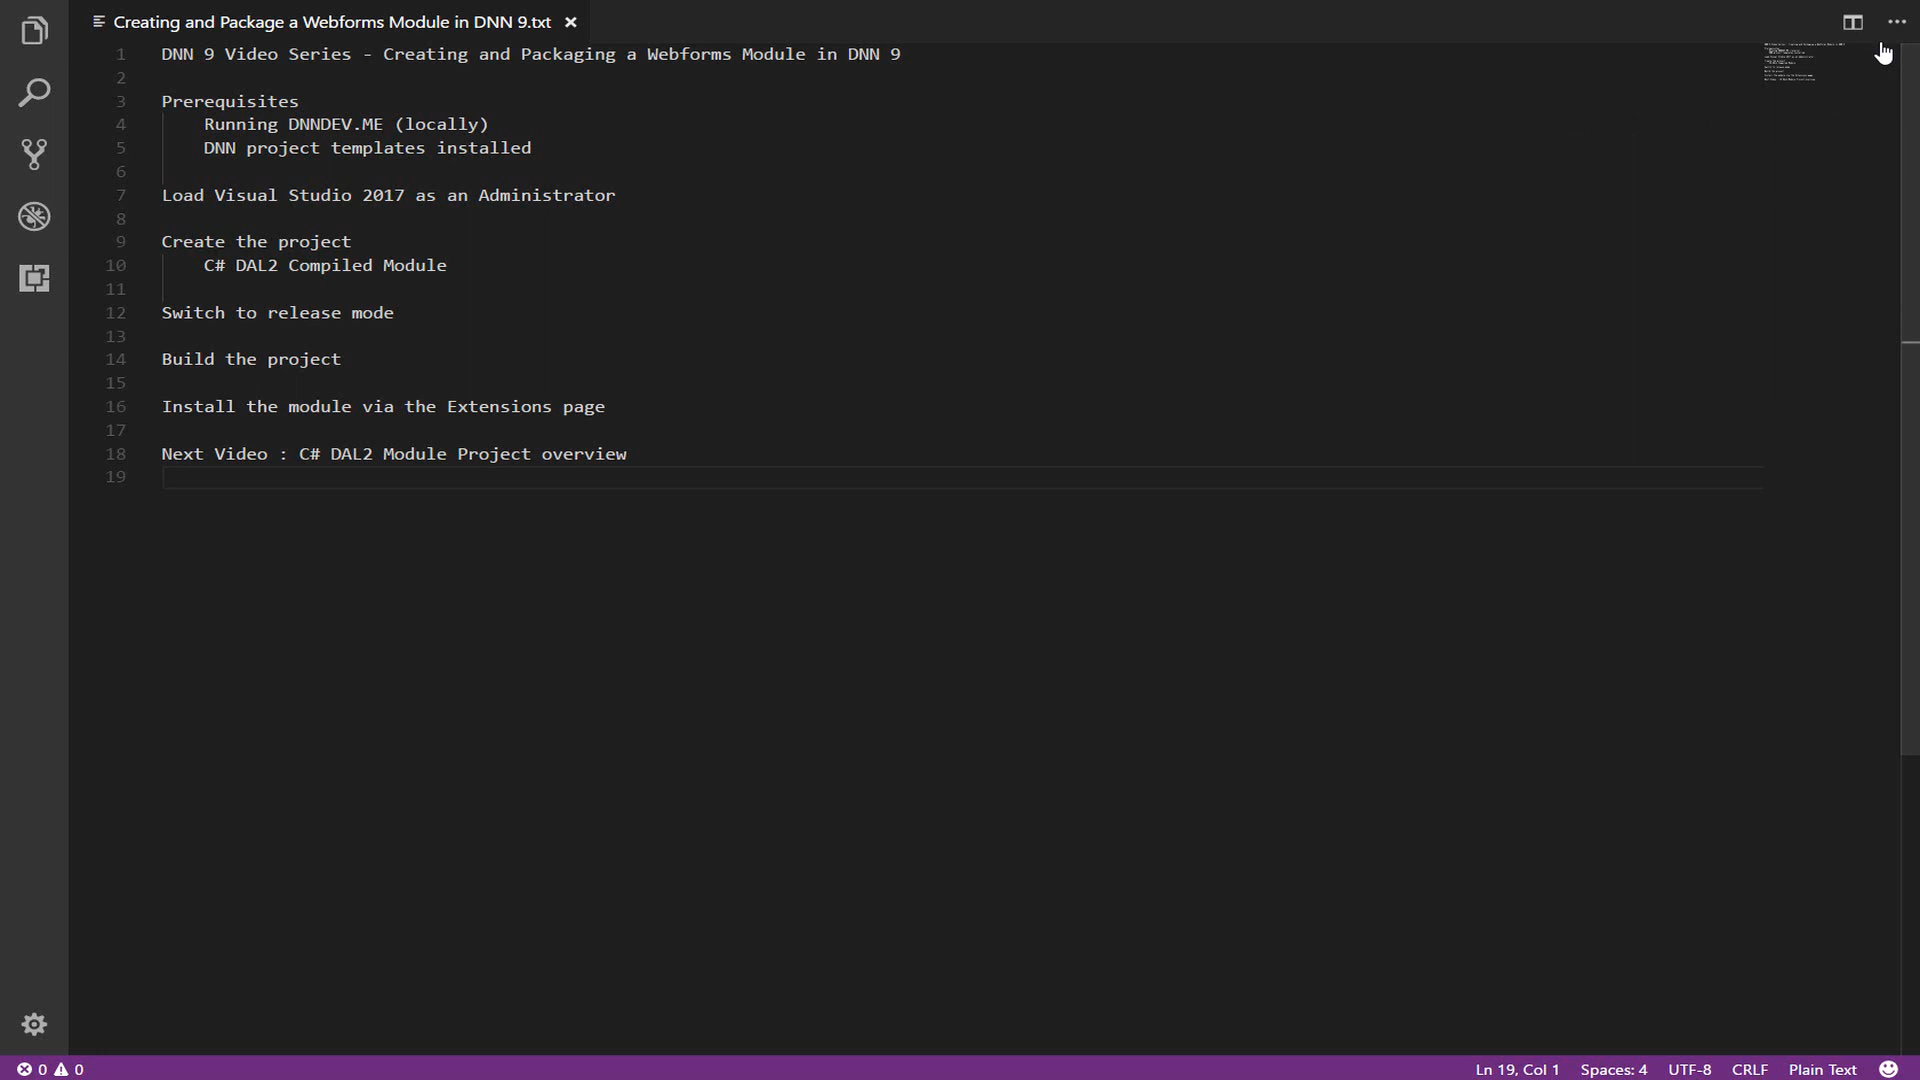 Creating and Package a Webforms Module in DNN 9.txt
1 DNN 9 Video Series - Creating and Packaging a Webforms Module in DNN 9
2
3 Prerequisites
4 Running DNNDEV.ME (locally)
5 DNN project templates installed
6
7 Load Visual Studio 2017 as an Administrator
8
9 Create the project
10 C# DAL2 Compiled Module
11
12 Switch to release mode
13
14 Build the project
15
16 Install the module via the Extensions page
17
18 Next Video : C# DAL2 Module Project overview
19
0 0 Ln 19, Col 1 Spaces: 4 UTF-8 CRLF Plain Text